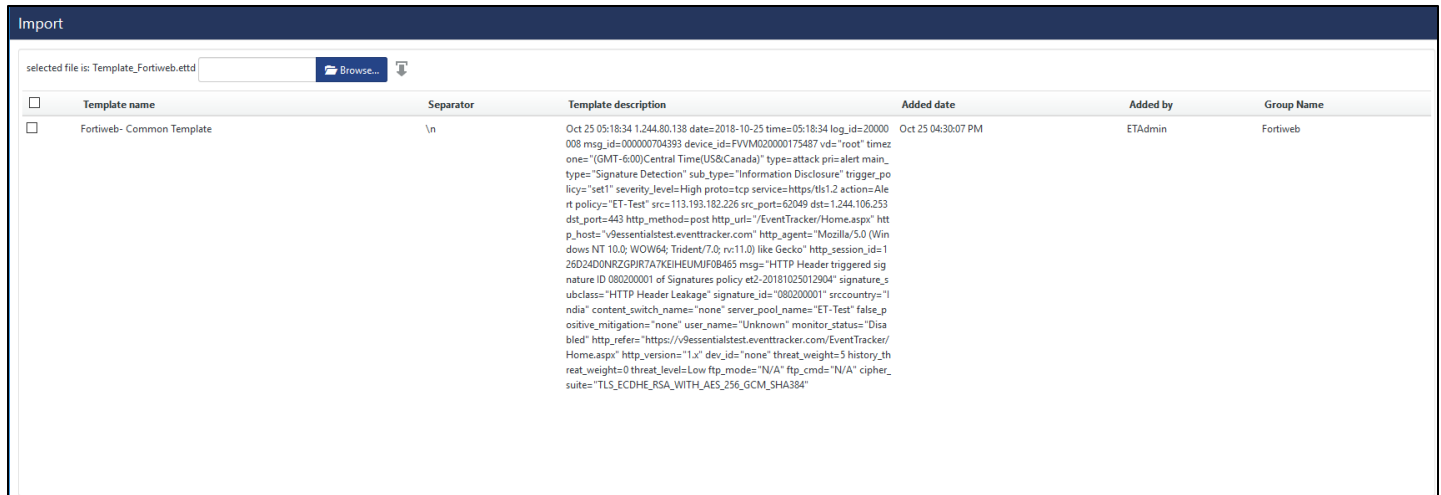 Import
selected file is: Template_Fortiweb.ettd Browse...
Template name Separator Template description Added date Added by Group Name
Fortiweb- Common Template \n Oct 25 05:18:34 1.244.80.138 date=2018-10-25 time=05:18:34 log_id=20000 Oct 25 04:30:07 PM ETAdmin Fortiweb
008 msg_id=000000704393 device_id=FVVM020000175487 vd="root" timez
one="(GMT-6:00)Central Time(US&Canada)" type=attack pri=alert main_
type="Signature Detection" sub_type="Information Disclosure" trigger_po
licy="set1" severity_level=High proto=tcp service=https/tls1.2 action=Ale
rt policy="ET-Test" src=113.193.182.226 src_port=62049 dst=1.244.106.253
dst_port=443 http_method=post http_url="/EventTracker/Home.aspx" htt
p_host="v9essentialstest.eventtracker.com" http_agent="Mozilla/5.0 (Win
dows NT 10.0; WOW64; Trident/7.0; rv:11.0) like Gecko" http_session_id=1
26D24D0NRZGPJR7A7KEIHEUMJF0B465 msg="HTTP Header triggered sig
nature ID 080200001 of Signatures policy et2-20181025012904" signature_s
ubclass="HTTP Header Leakage" signature_id="080200001" srccountry="I
ndia" content_switch_name="none" server_pool_name="ET-Test" false_p
ositive_mitigation="none" user_name="Unknown" monitor_status="Disa
bled" http_refer="https://v9essentialstest.eventtracker.com/EventTracker/
Home.aspx" http_version="1.x" dev_id="none" threat_weight=5 history_th
reat_weight=0 threat_level=Low ftp_mode="N/A" ftp_cmd="N/A" cipher_
suite="TLS_ECDHE_RSA_WITH_AES_256_GCM_SHA384"